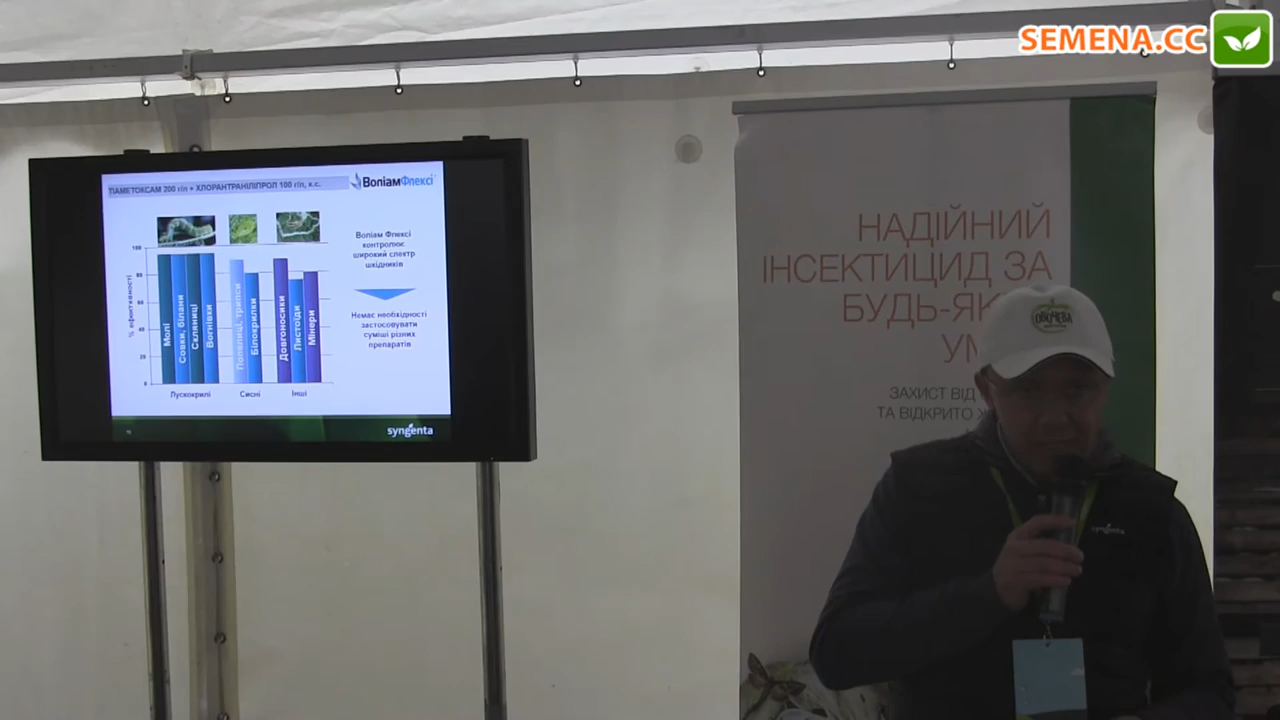 SEMENA.CC
ТІАМЕТОКСАМ 200 г/л + ХЛОРАНТРАНІЛІПРОЛ 100 г/л, к.с.
ВоліамФлексі
100
80
60
40
20
0
% ефективності
Молі
Совки, білани
Скляниці
Вогнівки
Попелиці, трипси
Білокрилки
Довгоносики
Листоїди
Мінери
Лускокрилі
Сисні
Інші
Воліам Флексі
контролює
широкий спектр
шкідників
Немає необхідності
застосовувати
суміші різних
препаратів
syngenta
НАДІЙНИЙ
ІНСЕКТИЦИД ЗА
БУДЬ-ЯК
УМ
ЗАХИСТ ВІД
ТА ВІДКРИТО
syngenta